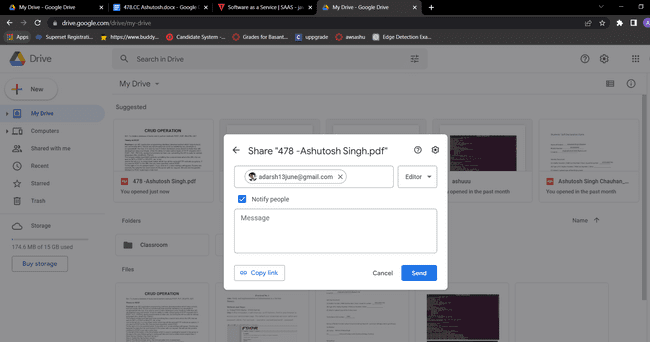 My Drive - Google Drive
478.CC Ashutosh.docx - Google
Software as a Service | SAAS - ja
My Drive - Google Drive
drive.google.com/drive/my-drive
Apps
Superset Registrati...
https://www.buddy...
Candidate System -...
Grades for Basant...
uppgrade
awsashu
Edge Detection Exa...
Drive
Search in Drive
New
My Drive
My Drive
Computers
Shared with me
Recent
Starred
Trash
Storage
174.6 MB of 15 GB used
Buy storage
Suggested
CRUD OPERATION
478 -Ashutosh Singh.pdf
You opened just now
ashuuu
opened in the past month
Ashutosh Singh Chauhan_...
You opened in the past month
Folders
Name
Classroom
Files
CRUD OPERATION
Share "478 -Ashutosh Singh.pdf"
adarsh13june@gmail.com
Editor
Notify people
Message
Copy link
Cancel
Send